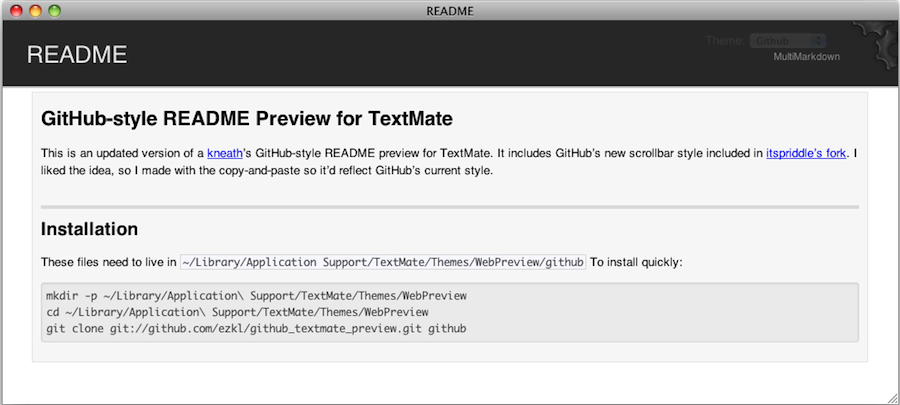 README
README
Theme: Github
MultiMarkdown
GitHub-style README Preview for TextMate
This is an updated version of a kneath's GitHub-style README preview for TextMate. It includes GitHub's new scrollbar style included in itspriddle's fork. I
liked the idea, so I made with the copy-and-paste so it'd reflect GitHub's current style.
Installation
These files need to live in ~/Library/Application Support/TextMate/Themes/WebPreview/github To install quickly:
mkdir -p ~/Library/Application\ Support/TextMate/Themes/WebPreview
cd ~/Library/Application\ Support/TextMate/Themes/WebPreview
git clone git://github.com/ezkl/github_textmate_preview.git github